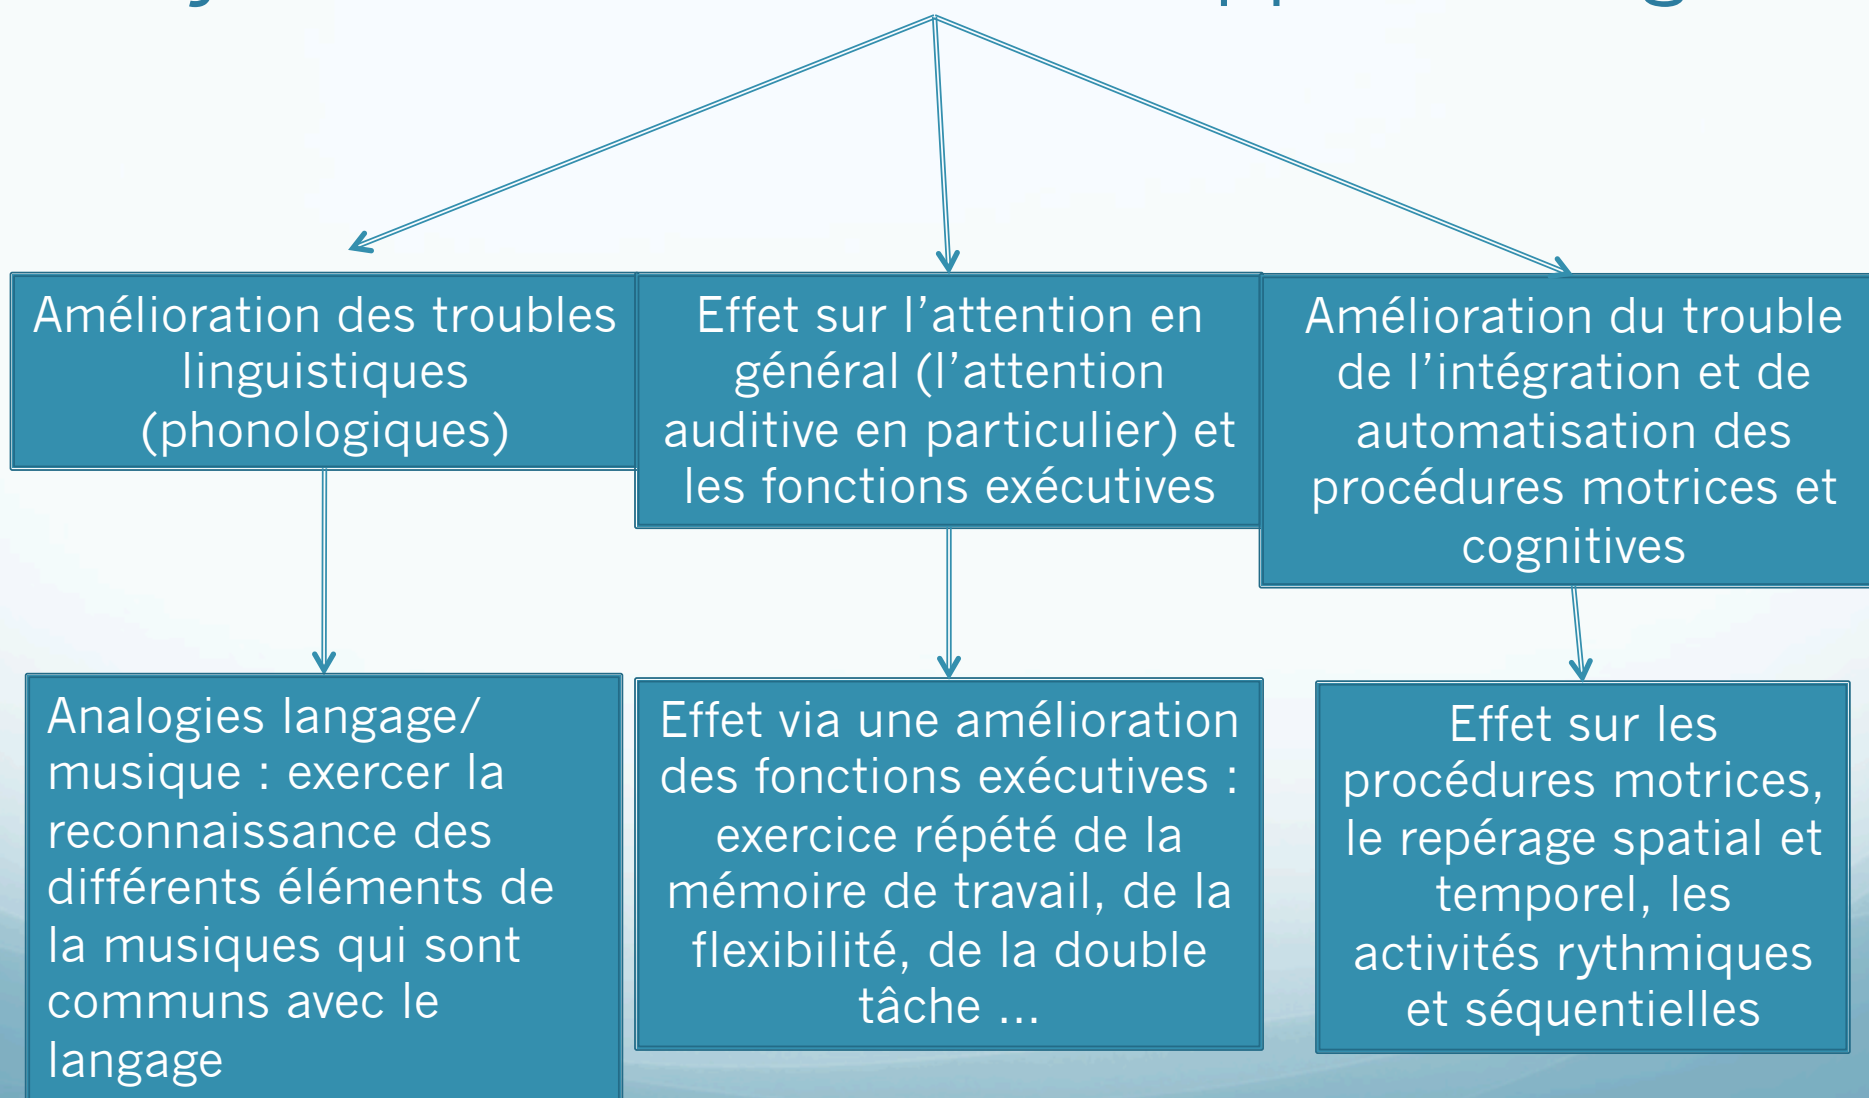 Amélioration des troubles
linguistiques
(phonologiques)
Effet sur l’attention en
général (l’attention
auditive en particulier) et
les fonctions exécutives
Amélioration du trouble
de l’intégration et de
automatisation des
procédures motrices et
cognitives
Analogies langage/
musique : exercer la
reconnaissance des
différents éléments de
la musiques qui sont
communs avec le
langage
Effet via une amélioration
des fonctions exécutives :
exercice répété de la
mémoire de travail, de la
flexibilité, de la double
tâche ...
Effet sur les
procédures motrices,
le repérage spatial et
temporel, les
activités rythmiques
et séquentielles